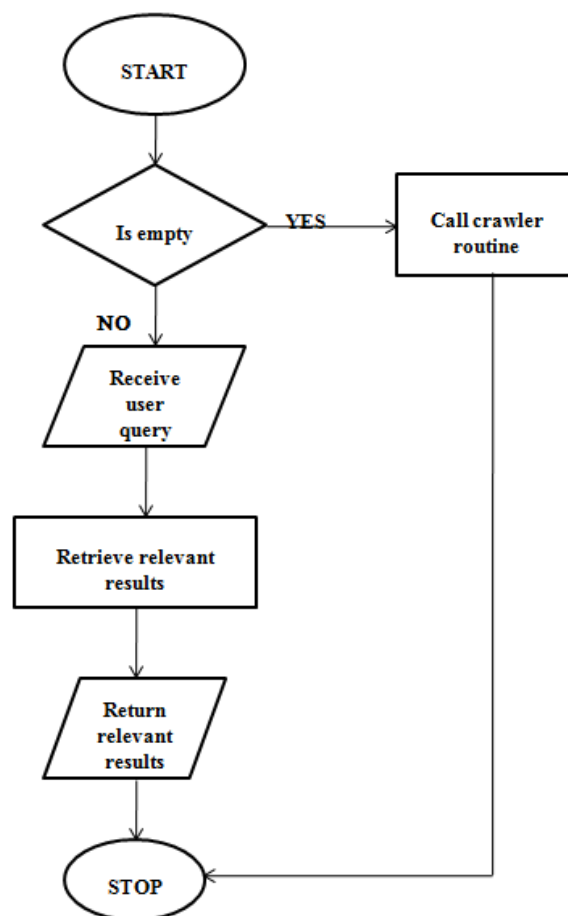 START
Is empty
YES
Call crawler
routine
NO
Receive
user
query
Retrieve relevant
results
Return
relevant
results
STOP